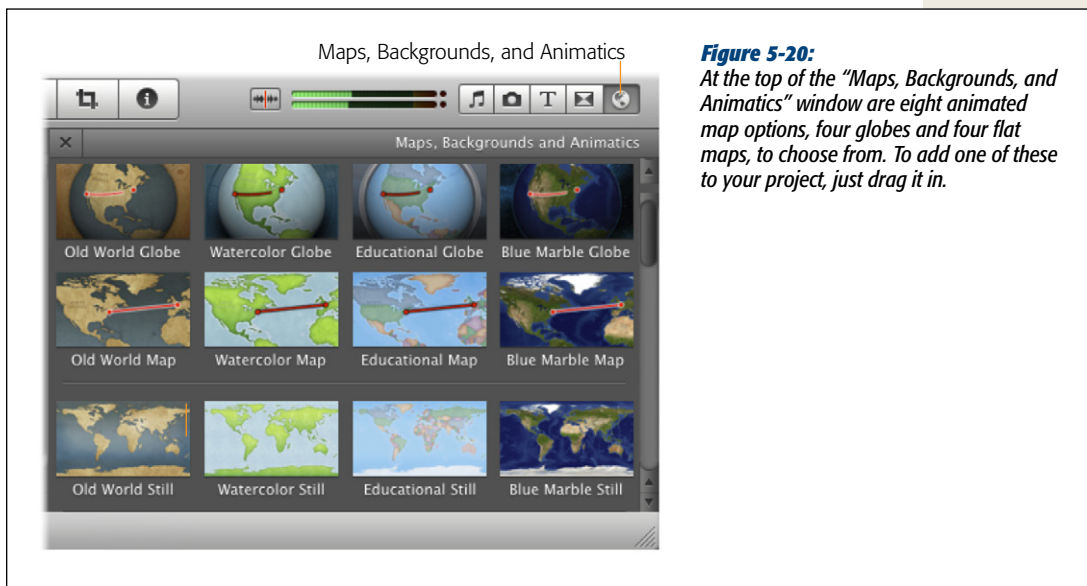 Maps, Backgrounds, and Animatics
Maps, Backgrounds and Animatics
Old World Globe
Watercolor Globe
Educational Globe
Blue Marble Globe
Old World Map
Watercolor Map
Educational Map
Blue Marble Map
Old World Still
Watercolor Still
Educational Still
Blue Marble Still
Figure 5-20:
At the top of the “Maps, Backgrounds, and
Animatics” window are eight animated
map options, four globes and four flat
maps, to choose from. To add one of these
to your project, just drag it in.